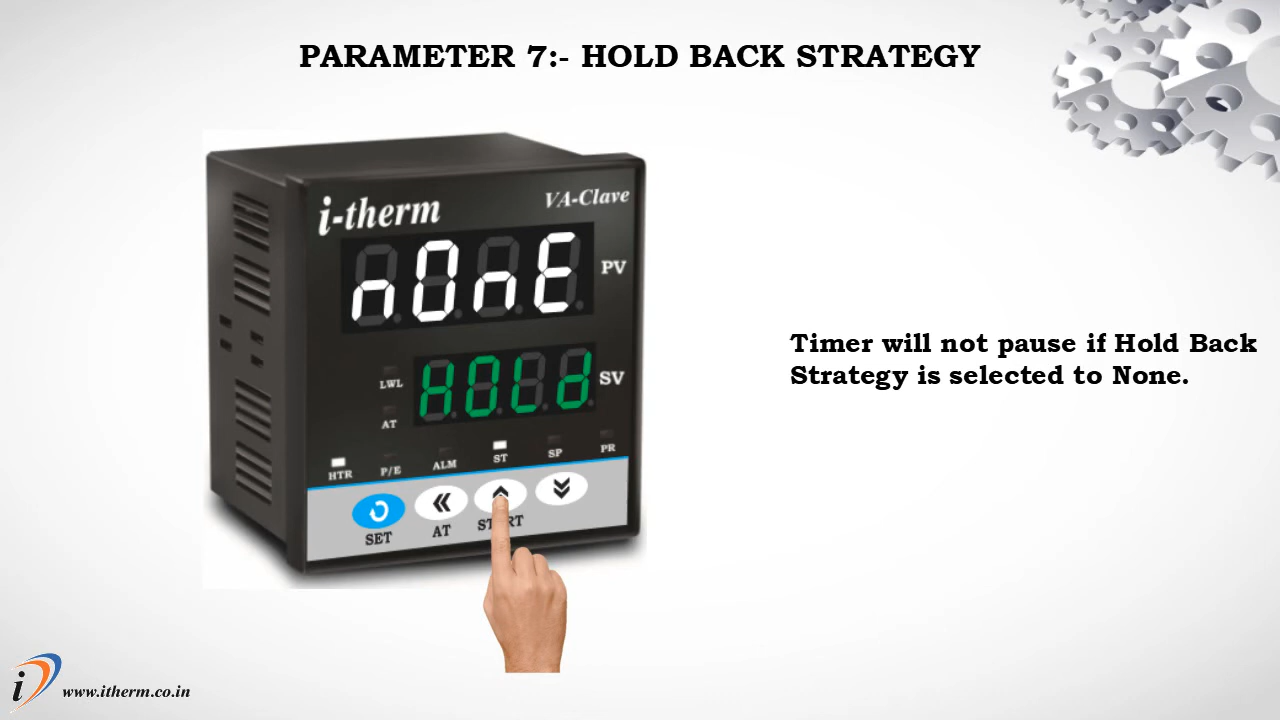 PARAMETER 7:- HOLD BACK STRATEGY
i-therm
VA-Clave
nOnE
PV
HOLd
SV
LWL
AT
HTR
P/E
ALM
ST
SP
PR
SET
AT
START
Timer will not pause if Hold Back
Strategy is selected to None.
i
www.itherm.co.in